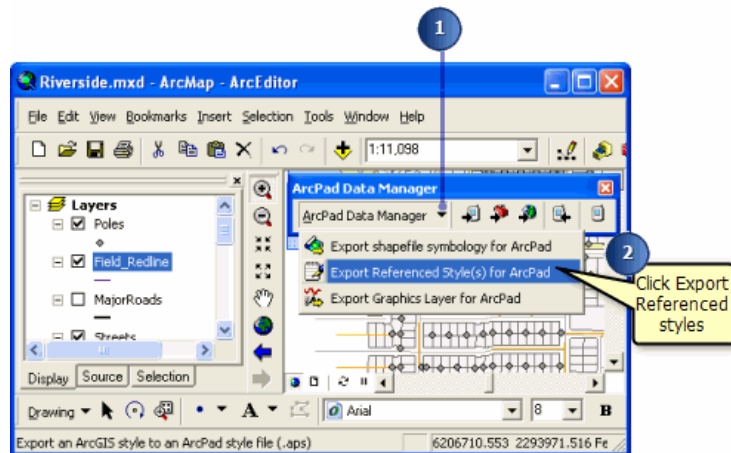 1
Riverside.mxd - ArcMap - ArcEditor
File Edit View Bookmarks Insert Selection Tools Window Help
1:11,098
Layers
Poles
Field_Redline
MajorRoads
Streets
Display Source Selection
ArcPad Data Manager
ArcPad Data Manager
Export shapefile symbology for ArcPad
Export Referenced Style(s) for ArcPad
Export Graphics Layer for ArcPad
2
Click Export
Referenced
styles
Drawing A Arial 8 B
Export an ArcGIS style to an ArcPad style file (.aps) 6206710.553 2293971.516 Fe